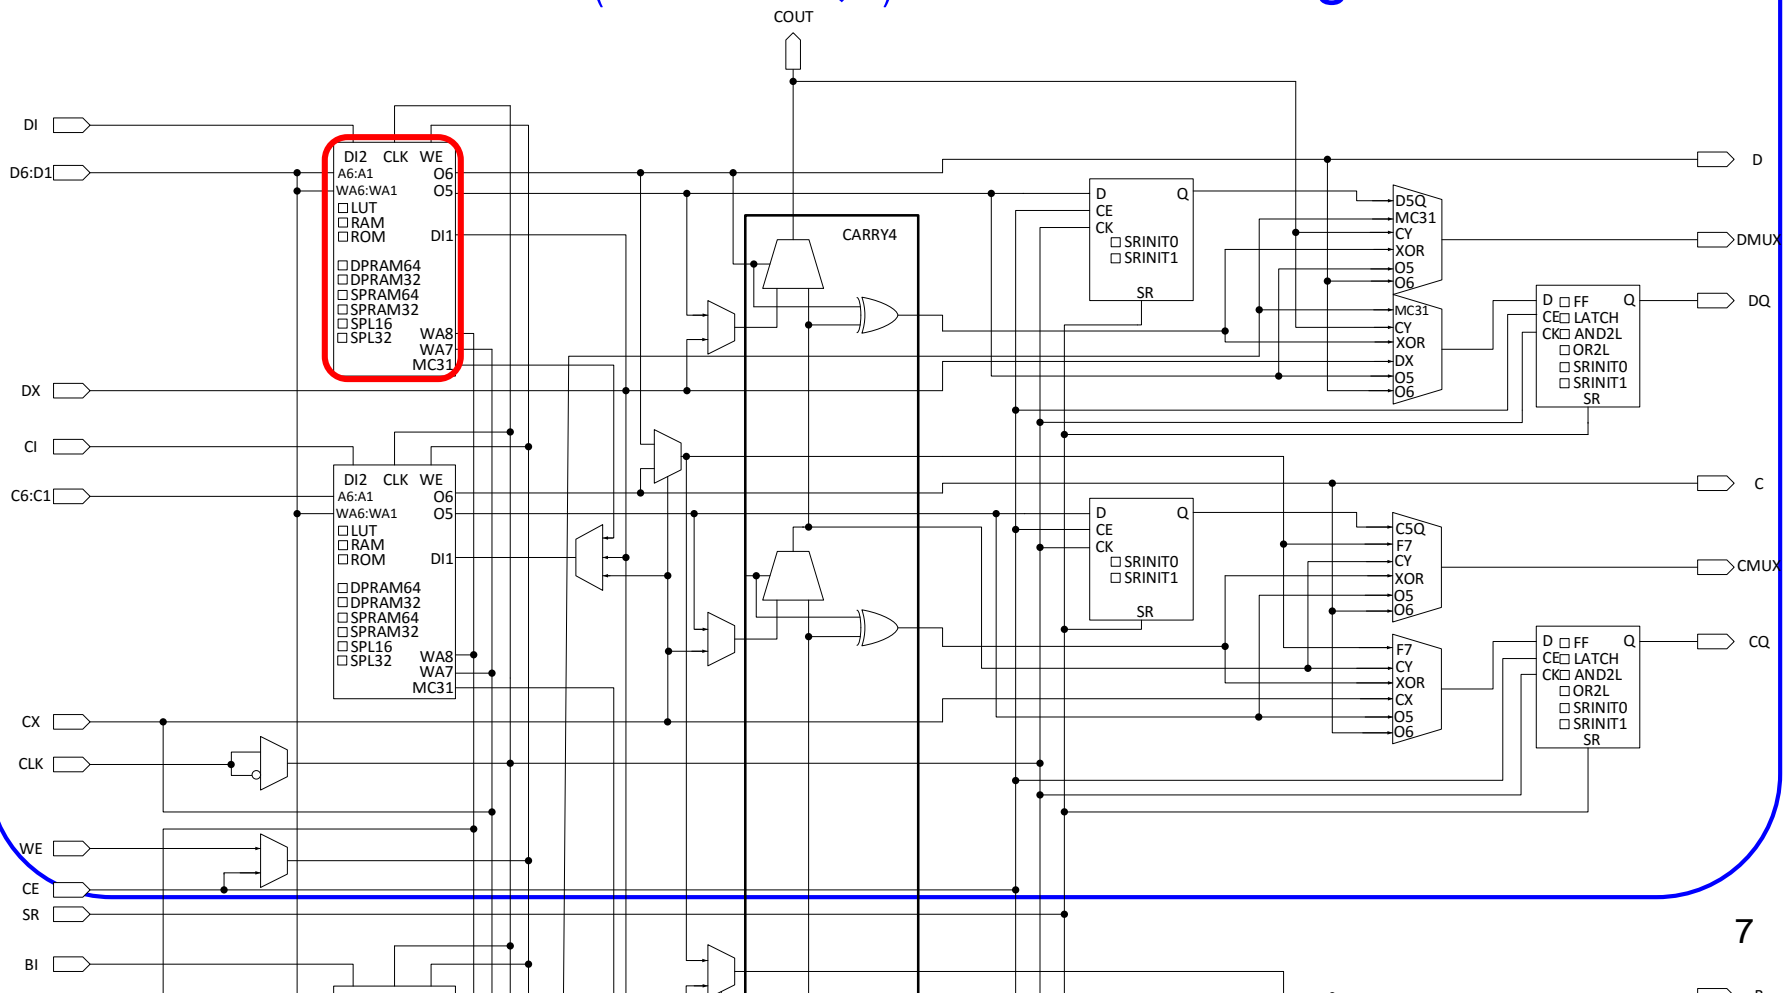 COUT
DI
D6:D1
DI2 CLK WE
A6:A1 O6
WA6:WA1 O5
LUT
RAM
ROM DI1
DPRAM64
DPRAM32
SPRAM64
SPRAM32
SPL16
SPL32
WA8
WA7
MC31
CARRY4
D Q
CE
CK
SRINIT0
SRINIT1
SR
D5Q
MC31
CY
XOR
O5
O6
MC31
CY
XOR
DX
O5
O6
D FF Q
CE LATCH
CK AND2L
OR2L
SRINIT0
SRINIT1
SR
D
DMUX
DQ
DX
CI
C6:C1
DI2 CLK WE
A6:A1 O6
WA6:WA1 O5
LUT
RAM
ROM DI1
DPRAM64
DPRAM32
SPRAM64
SPRAM32
SPL16
SPL32
WA8
WA7
MC31
D Q
CE
CK
SRINIT0
SRINIT1
SR
C5Q
F7
CY
XOR
O5
O6
F7
CY
XOR
CX
O5
O6
D FF Q
CE LATCH
CK AND2L
OR2L
SRINIT0
SRINIT1
SR
C
CMUX
CQ
CX
CLK
WE
CE
SR
BI
7